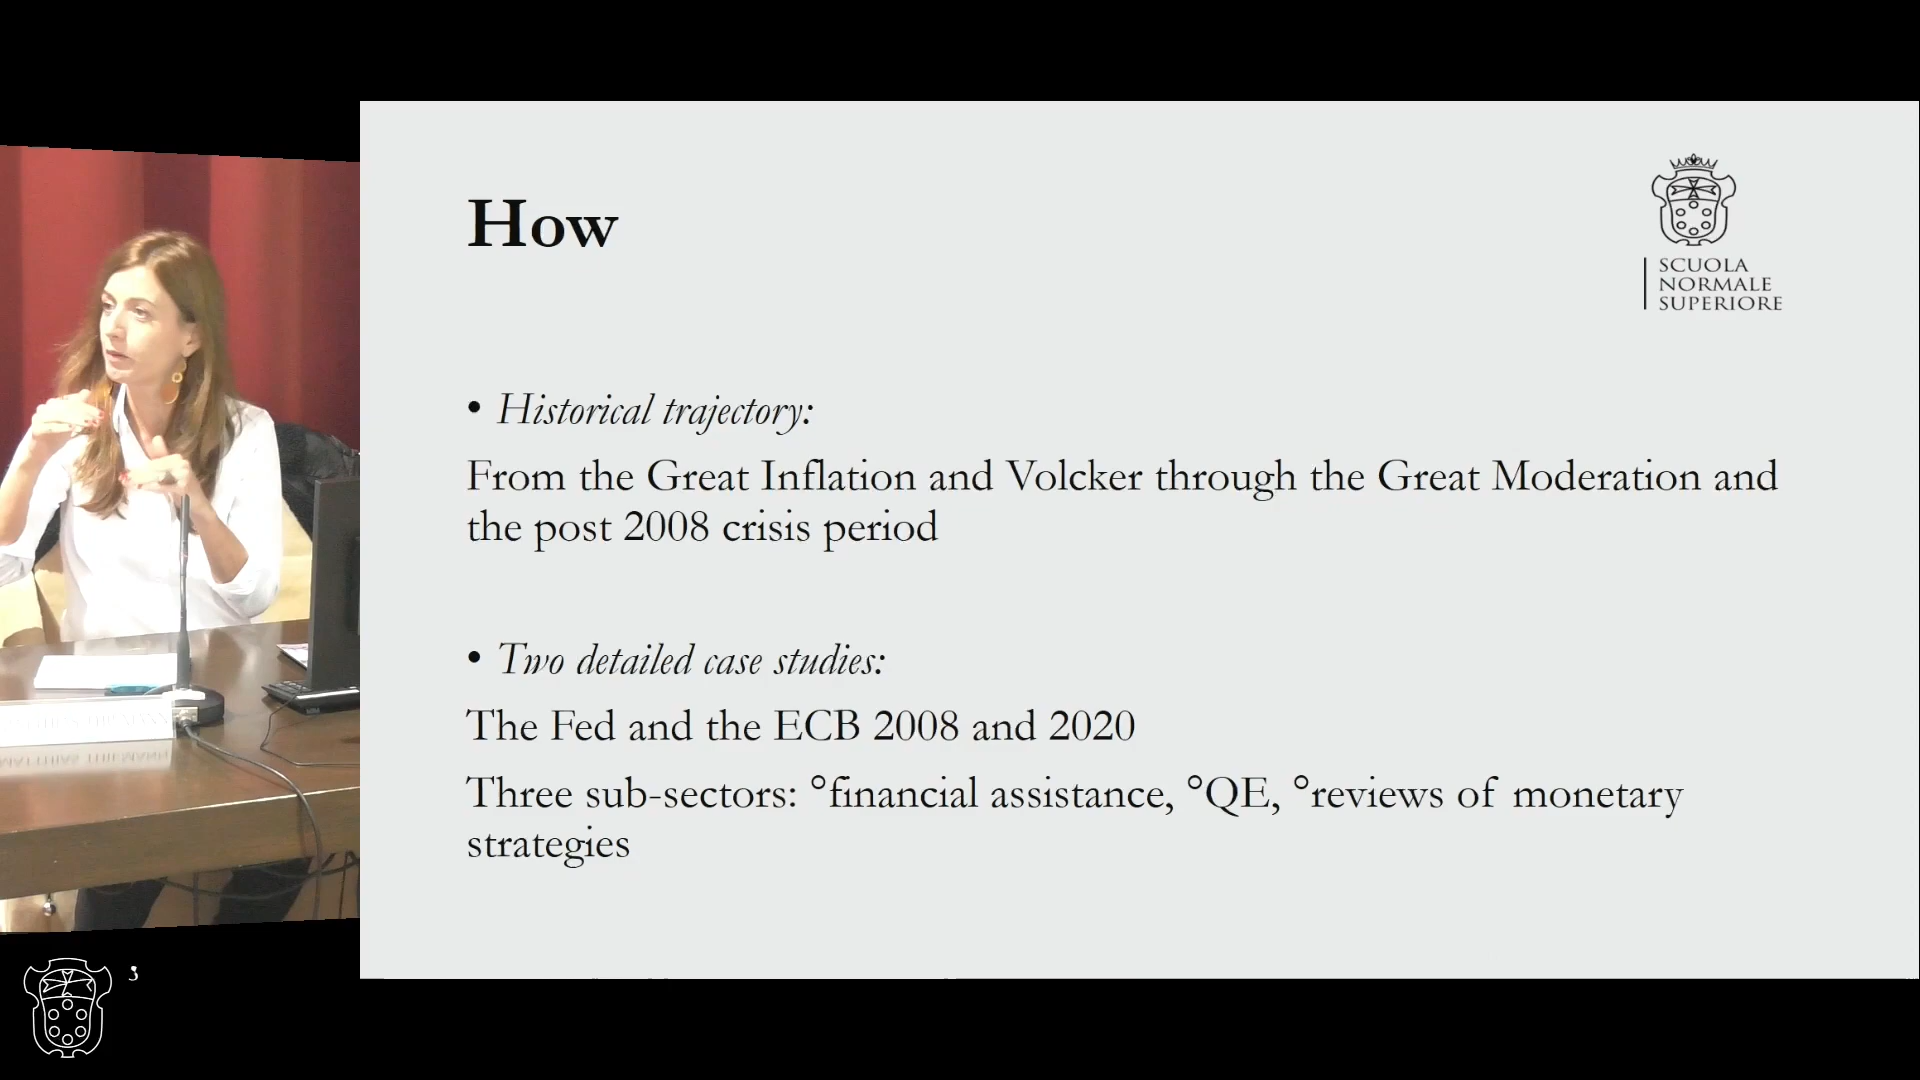 How
SCUOLA
NORMALE
SUPERIORE
• Historical trajectory:
From the Great Inflation and Volcker through the Great Moderation and
the post 2008 crisis period
• Two detailed case studies:
The Fed and the ECB 2008 and 2020
Three sub-sectors: °financial assistance, °QE, °reviews of monetary
strategies